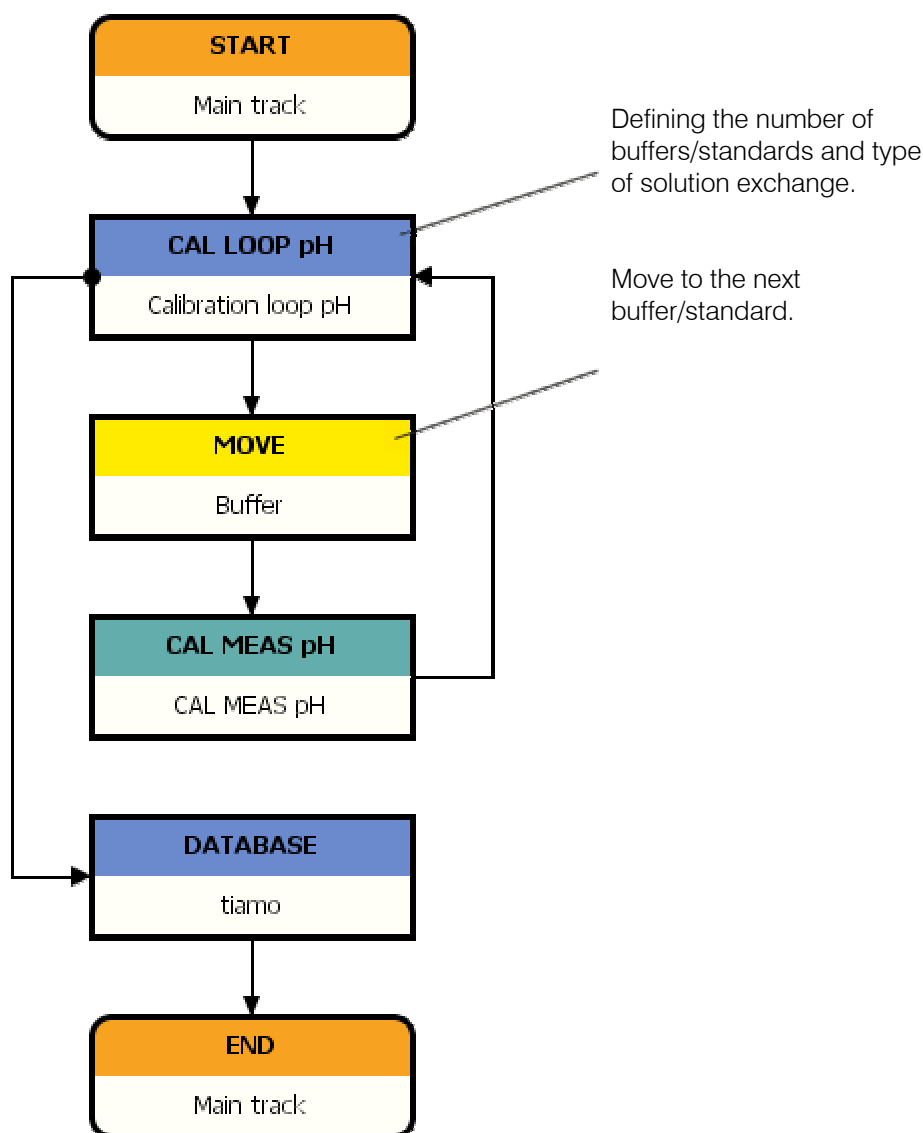 START
Main track
Defining the number of
buffers/standards and type
of solution exchange.
CAL LOOP pH
Calibration loop pH
Move to the next
buffer/standard.
MOVE
Buffer
CAL MEAS pH
CAL MEAS pH
DATABASE
tiamo
END
Main track